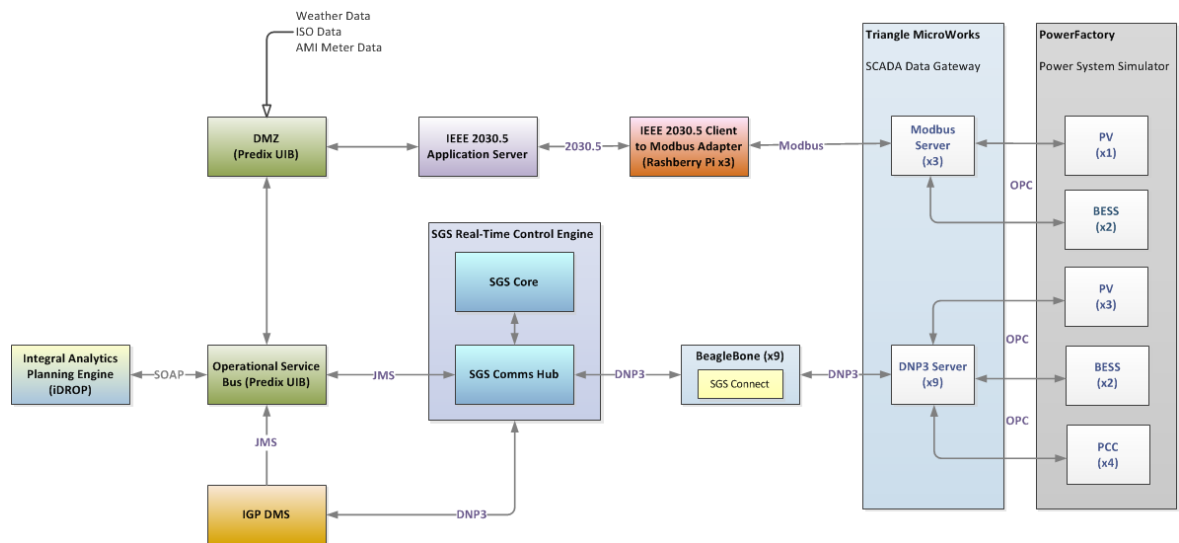 Weather Data
ISO Data
AMI Meter Data
Triangle MicroWorks
SCADA Data Gateway
PowerFactory
Power System Simulator
DMZ
(Predix UIB)
IEEE 2030.5
Application Server
2030.5
IEEE 2030.5 Client
to Modbus Adapter
(Rashberry Pi x3)
Modbus
Modbus
Server
(x3)
OPC
PV
(x1)
BESS
(x2)
SGS Real-Time Control Engine
SGS Core
SGS Comms Hub
Integral Analytics
Planning Engine
(iDROP)
SOAP
Operational Service
Bus (Predix UIB)
JMS
DNP3
BeagleBone (x9)
SGS Connect
DNP3
DNP3 Server
(x9)
OPC
OPC
PV
(x3)
BESS
(x2)
PCC
(x4)
JMS
IGP DMS
DNP3